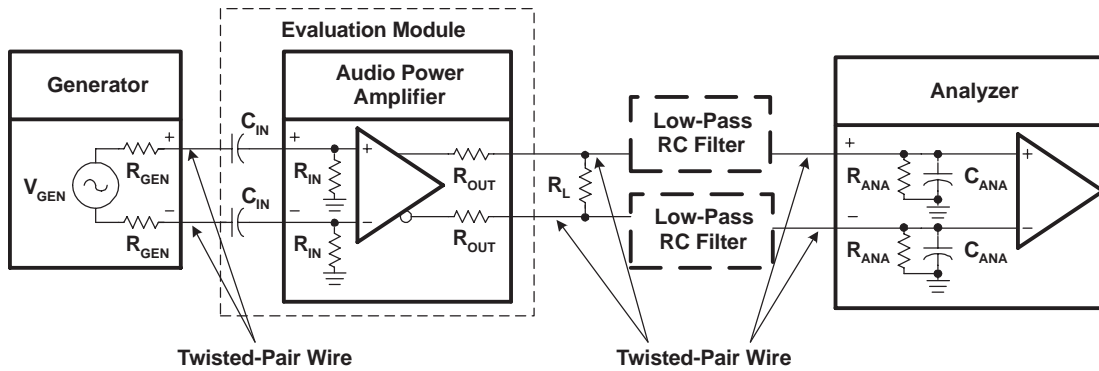 Evaluation Module
Generator
Audio Power
Amplifier
Analyzer
Low-Pass
RC Filter
Low-Pass
RC Filter
V_GEN
R_GEN
R_GEN
+
−
C_IN
C_IN
+
−
R_IN
R_IN
+
−
R_OUT
R_OUT
R_L
+
−
R_ANA
R_ANA
C_ANA
C_ANA
+
−
Twisted-Pair Wire
Twisted-Pair Wire